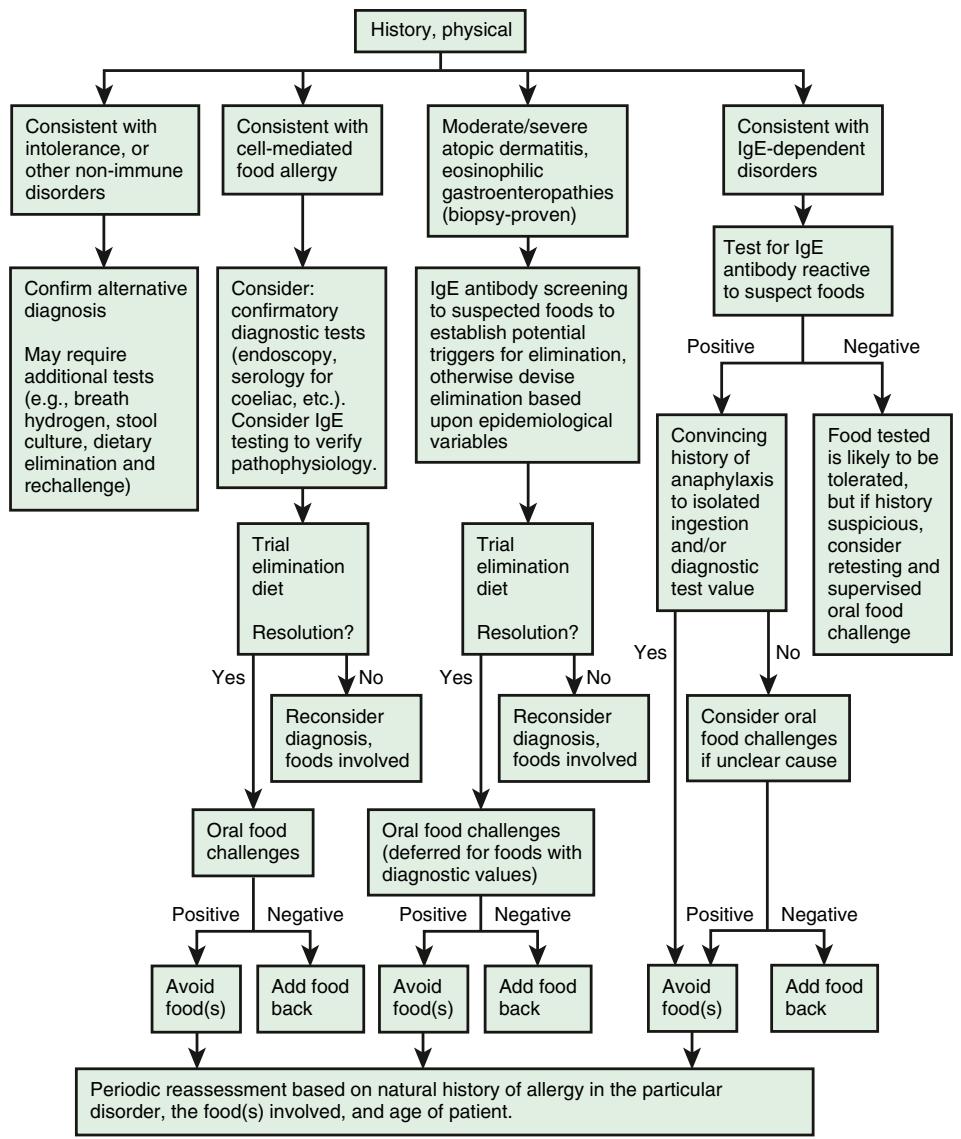 History, physical
Consistent with
intolerance, or
other non-immune
disorders
Consistent with
cell-mediated
food allergy
Moderate/severe
atopic dermatitis,
eosinophilic
gastroenteropathies
(biopsy-proven)
Consistent with
IgE-dependent
disorders
Confirm alternative
diagnosis
May require
additional tests
(e.g., breath
hydrogen, stool
culture, dietary
elimination and
rechallenge)
Consider:
confirmatory
diagnostic tests
(endoscopy,
serology for
coeliac, etc.).
Consider IgE
testing to verify
pathophysiology.
IgE antibody screening
to suspected foods to
establish potential
triggers for elimination,
otherwise devise
elimination based
upon epidemiological
variables
Test for IgE
antibody reactive
to suspect foods
Positive
Negative
Convincing
history of
anaphylaxis
to isolated
ingestion
and/or
diagnostic
test value
Food tested
is likely to be
tolerated,
but if history
suspicious,
consider
retesting and
supervised
oral food
challenge
Trial
elimination
diet
Resolution?
Trial
elimination
diet
Resolution?
Yes
No
Yes
No
Yes
No
Reconsider
diagnosis,
foods involved
Reconsider
diagnosis,
foods involved
Consider oral
food challenges
if unclear cause
Oral food
challenges
Oral food challenges
(deferred for foods with
diagnostic values)
Positive
Negative
Positive
Negative
Positive
Negative
Avoid
food(s)
Add food
back
Avoid
food(s)
Add food
back
Avoid
food(s)
Add food
back
Periodic reassessment based on natural history of allergy in the particular
disorder, the food(s) involved, and age of patient.